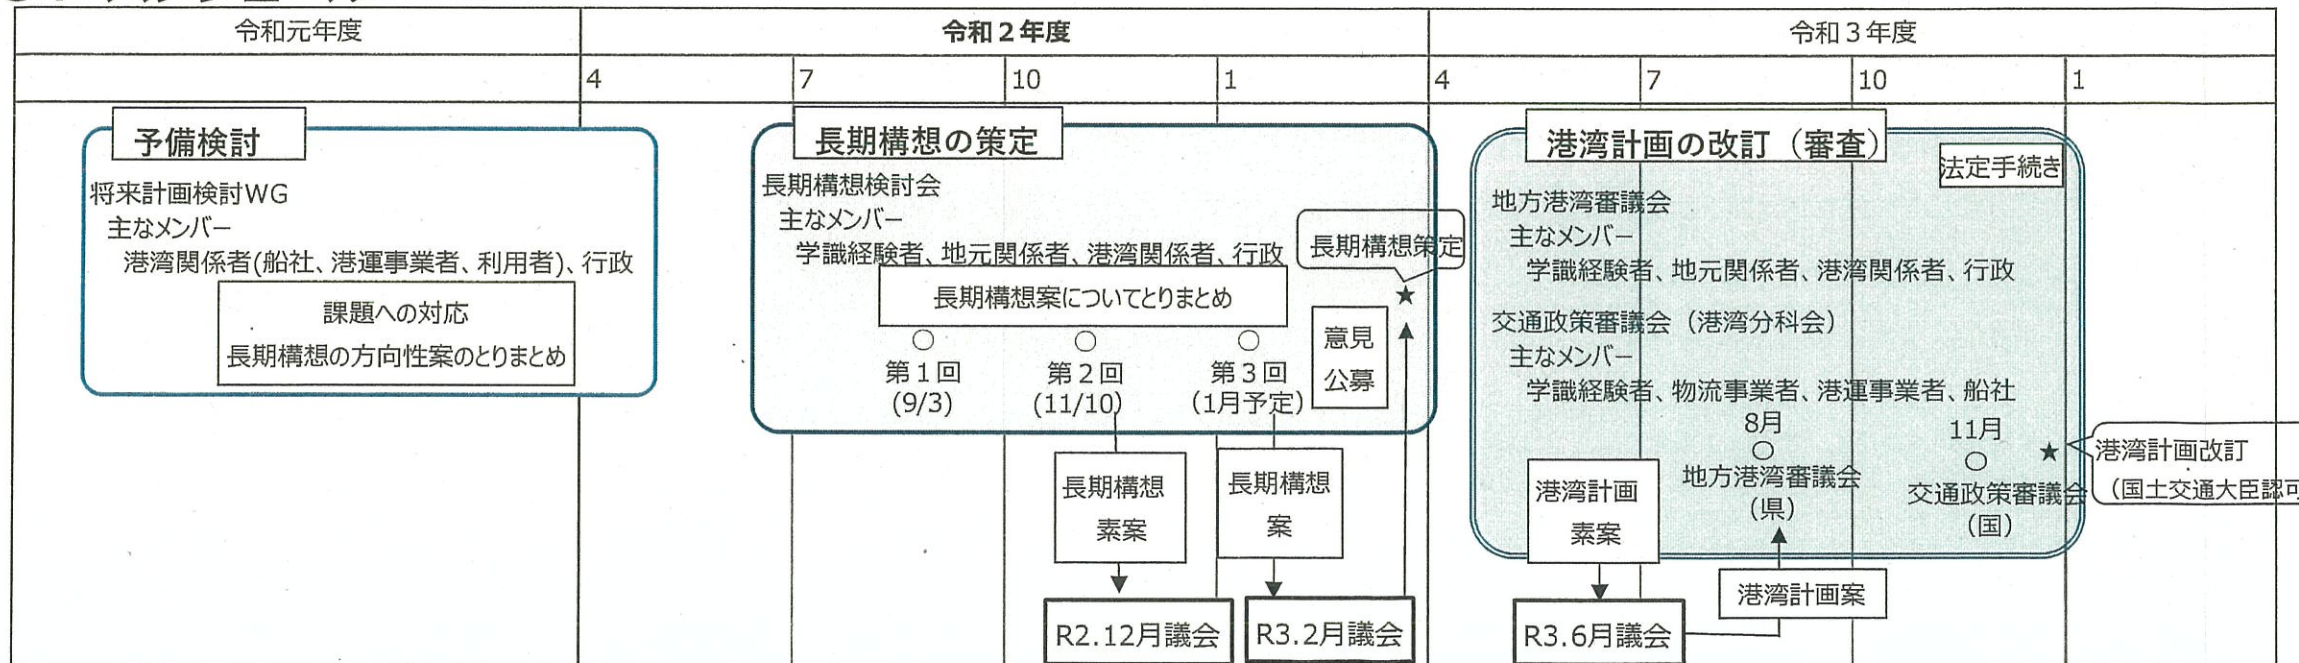 令和元年度
令和２年度
令和３年度
4
7
10
1
4
7
10
1
予備検討
将来計画検討WG
主なメンバー
港湾関係者(船社、港運事業者、利用者)、行政
課題への対応
長期構想の方向性案のとりまとめ
長期構想の策定
長期構想検討会
主なメンバー
学識経験者、地元関係者、港湾関係者、行政
長期構想案についてとりまとめ
第１回
(9/3)
第２回
(11/10)
第３回
(1月予定)
意見
公募
長期構想策定
★
長期構想
素案
長期構想
案
R2.12月議会
R3.2月議会
港湾計画の改訂（審査）
法定手続き
地方港湾審議会
主なメンバー
学識経験者、地元関係者、港湾関係者、行政
交通政策審議会（港湾分科会）
主なメンバー
学識経験者、物流事業者、港運事業者、船社
8月
地方港湾審議会
(県)
11月
交通政策審議会
(国)
★
港湾計画改訂
（国土交通大臣認可
港湾計画
素案
港湾計画案
R3.6月議会